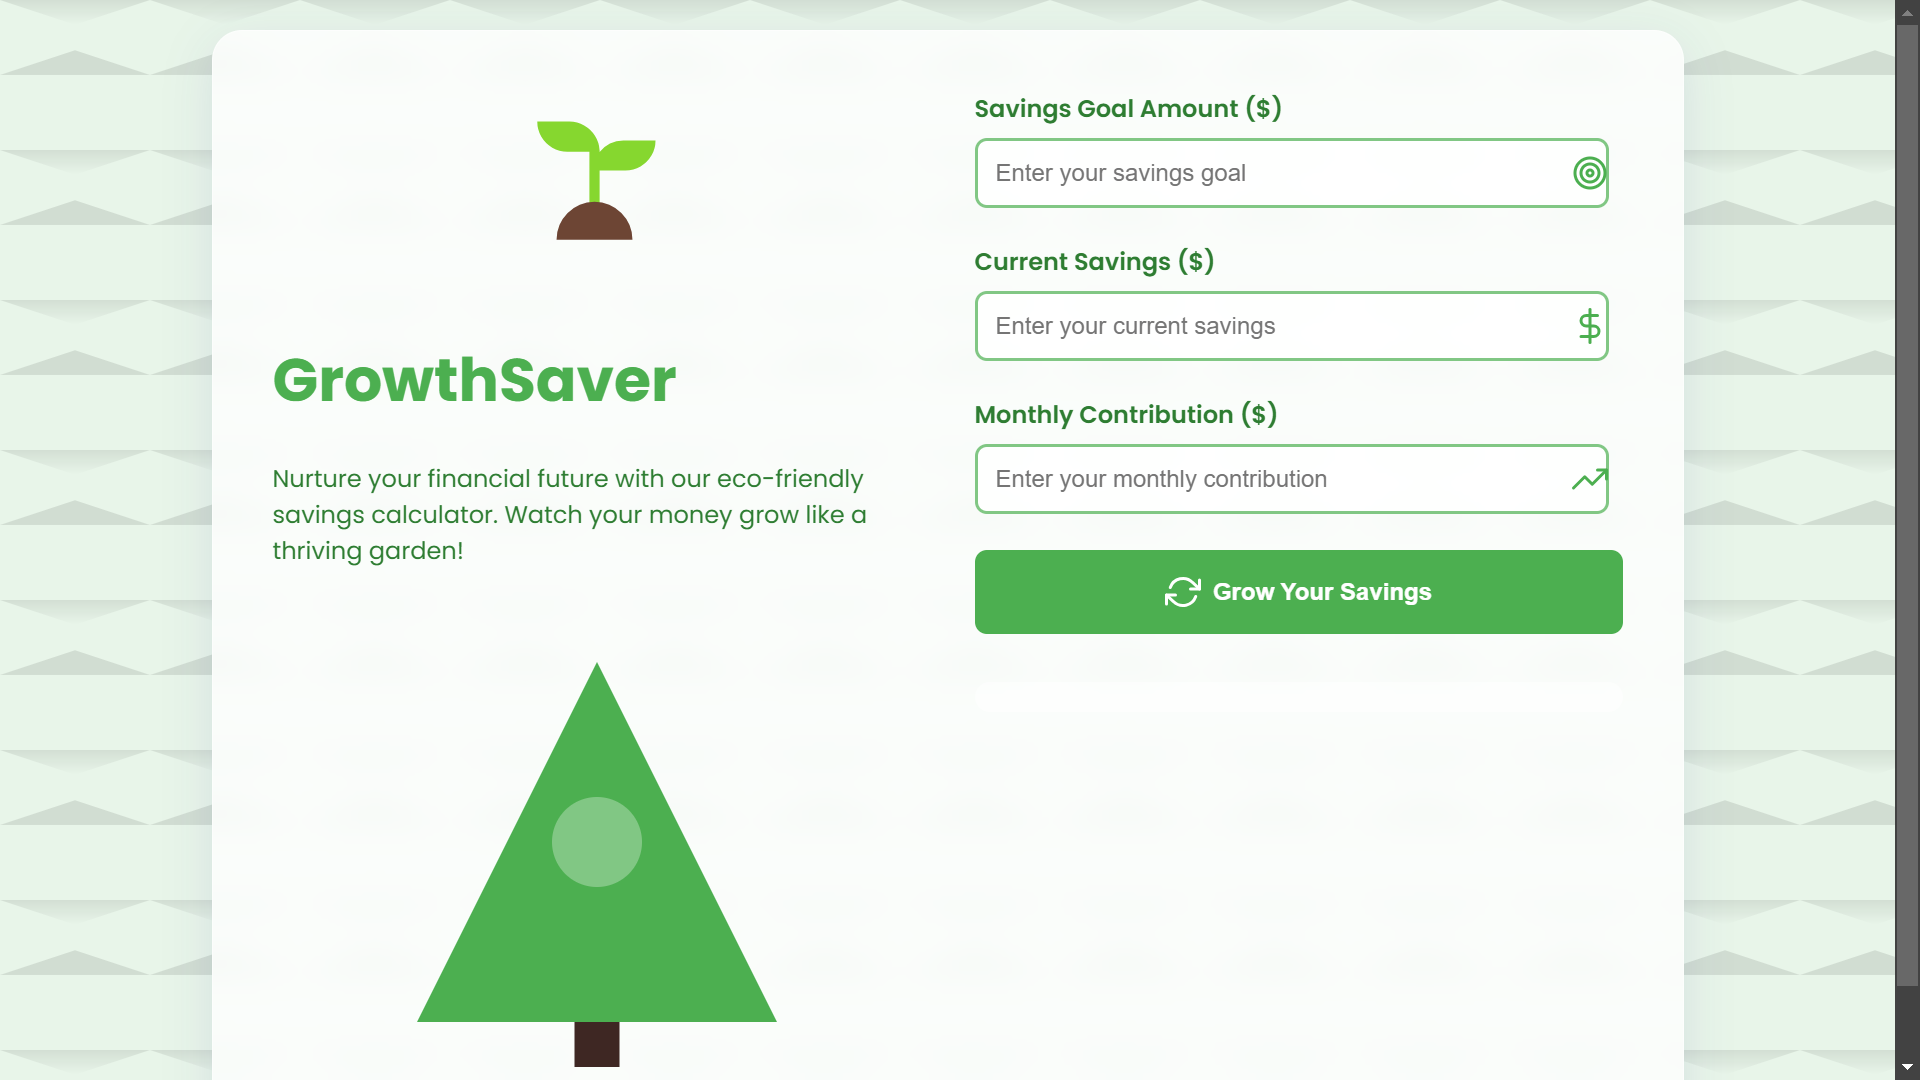 GrowthSaver
Nurture your financial future with our eco-friendly
savings calculator. Watch your money grow like a
thriving garden!
Savings Goal Amount ($)
Enter your savings goal
Current Savings ($)
Enter your current savings
Monthly Contribution ($)
Enter your monthly contribution
Grow Your Savings